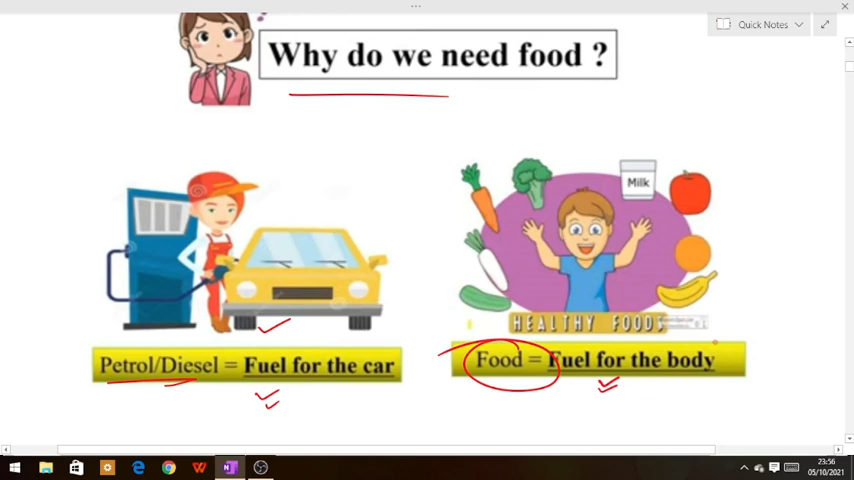 Quick Notes
Why do we need food ?
Milk
HEALTHY FOODS
Petrol/Diesel = Fuel for the car
Food = Fuel for the body
23:56
05/10/2021